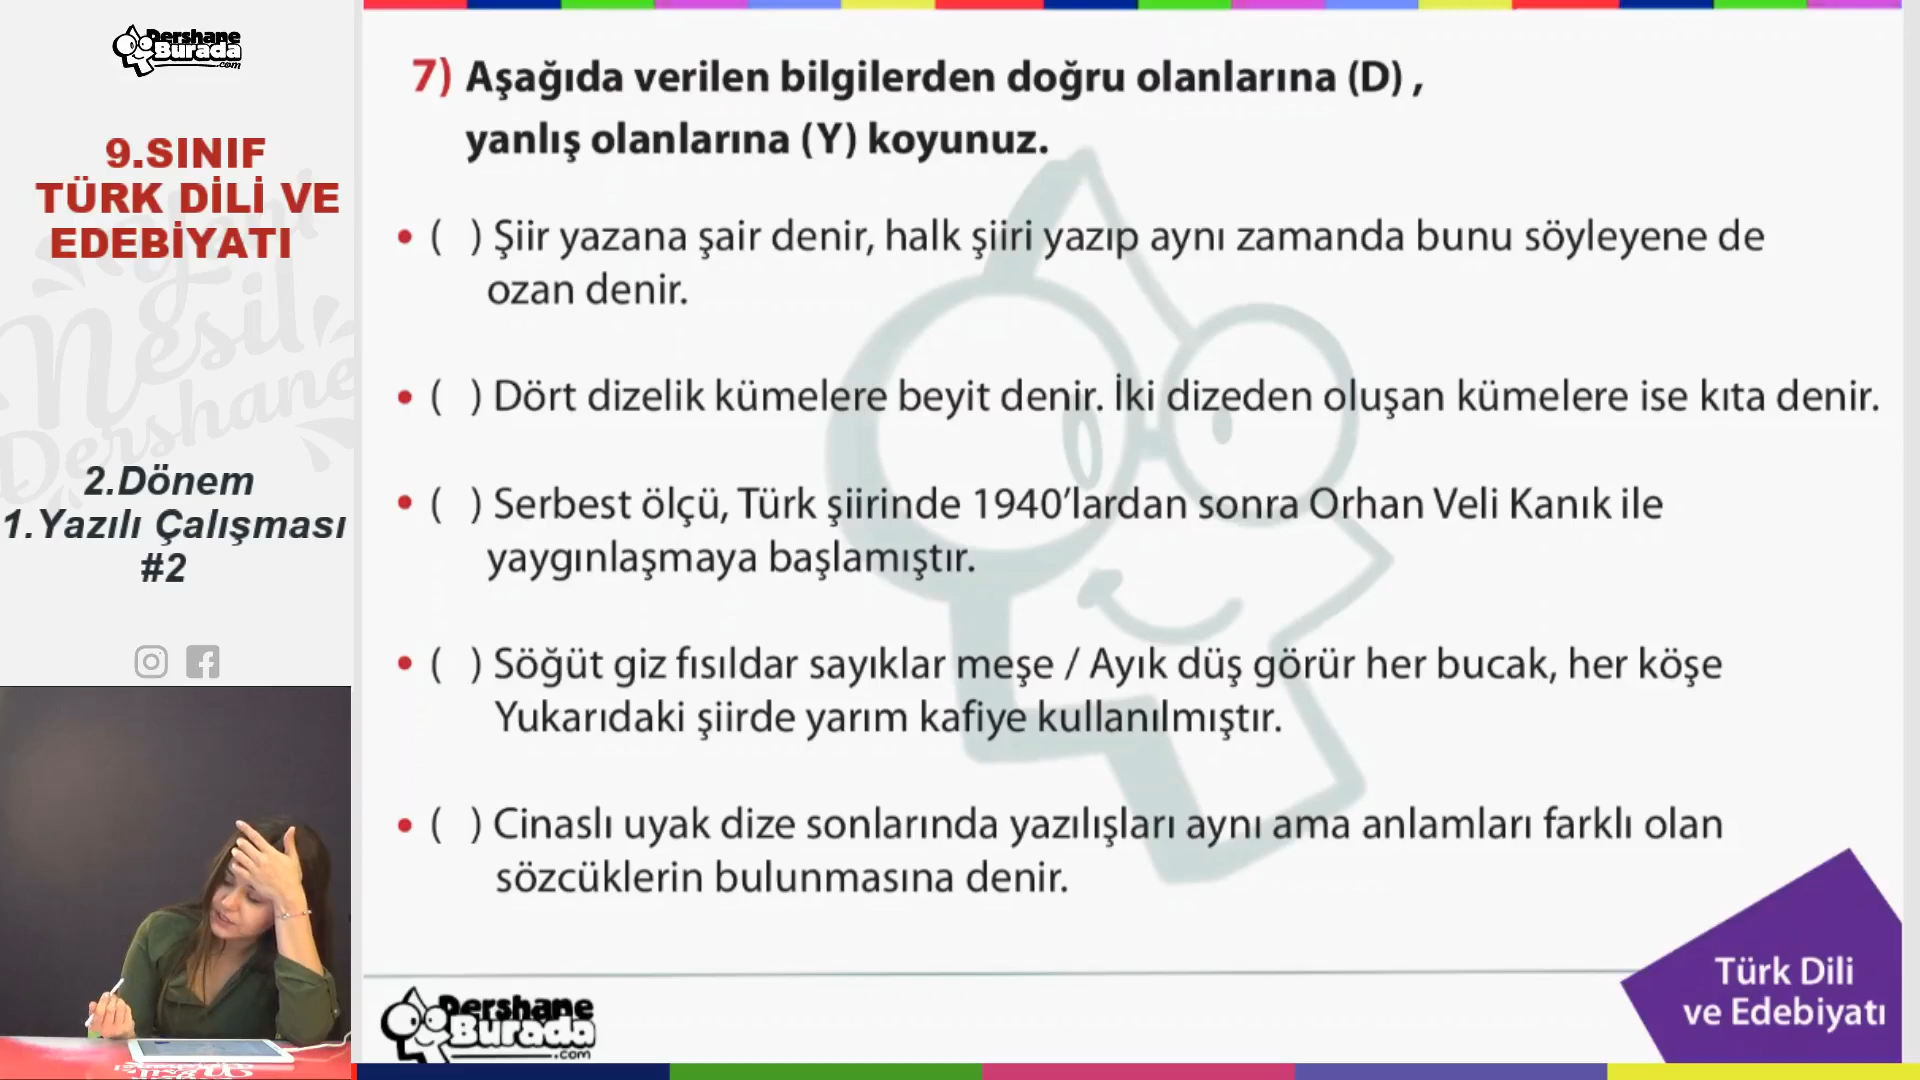 Dershane
Burada
.com
9.SINIF
TÜRK DİLİ VE
EDEBİYATI
Yeni
Nesil
Dershane
2.Dönem
1.Yazılı Çalışması
#2
7) Aşağıda verilen bilgilerden doğru olanlarına (D) ,
yanlış olanlarına (Y) koyunuz.
• (  ) Şiir yazana şair denir, halk şiiri yazıp aynı zamanda bunu söyleyene de
ozan denir.
• (  ) Dört dizelik kümelere beyit denir. İki dizeden oluşan kümelere ise kıta denir.
• (  ) Serbest ölçü, Türk şiirinde 1940’lardan sonra Orhan Veli Kanık ile
yaygınlaşmaya başlamıştır.
• (  ) Söğüt giz fısıldar sayıklar meşe / Ayık düş görür her bucak, her köşe
Yukarıdaki şiirde yarım kafiye kullanılmıştır.
• (  ) Cinaslı uyak dize sonlarında yazılışları aynı ama anlamları farklı olan
sözcüklerin bulunmasına denir.
Dershane
Burada
.com
Türk Dili
ve Edebiyatı